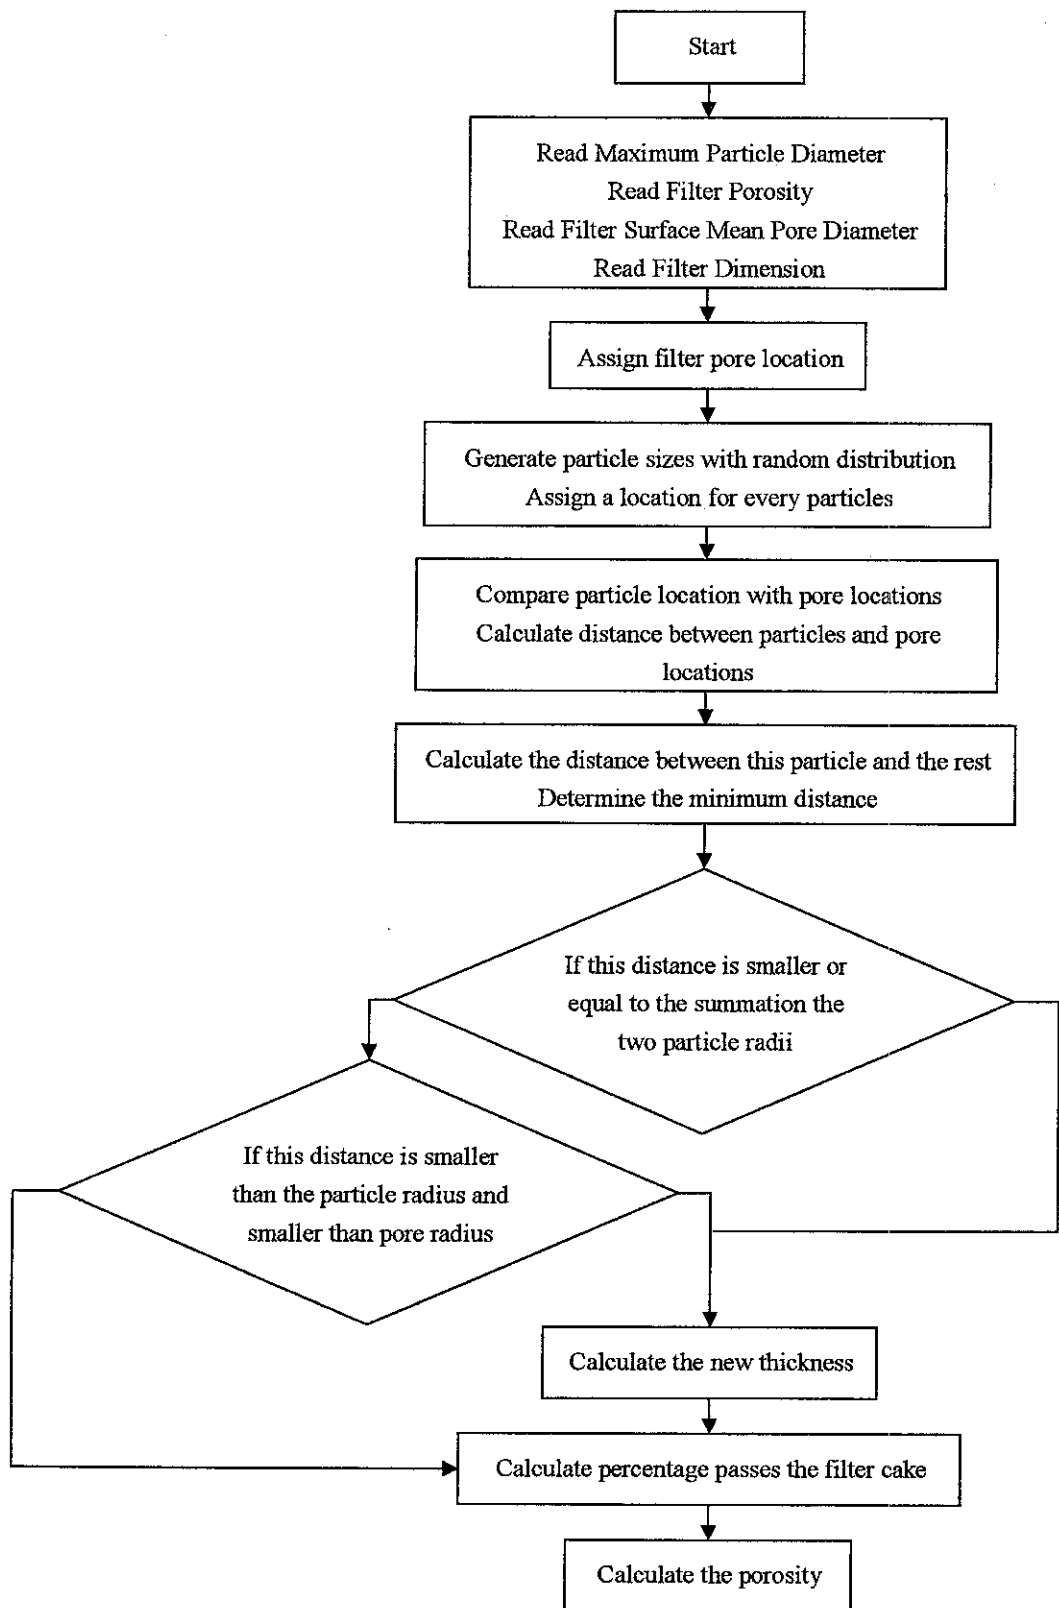 Start
Read Maximum Particle Diameter
Read Filter Porosity
Read Filter Surface Mean Pore Diameter
Read Filter Dimension
Assign filter pore location
Generate particle sizes with random distribution
Assign a location for every particles
Compare particle location with pore locations
Calculate distance between particles and pore
locations
Calculate the distance between this particle and the rest
Determine the minimum distance
If this distance is smaller or
equal to the summation the
two particle radii
If this distance is smaller
than the particle radius and
smaller than pore radius
Calculate the new thickness
Calculate percentage passes the filter cake
Calculate the porosity